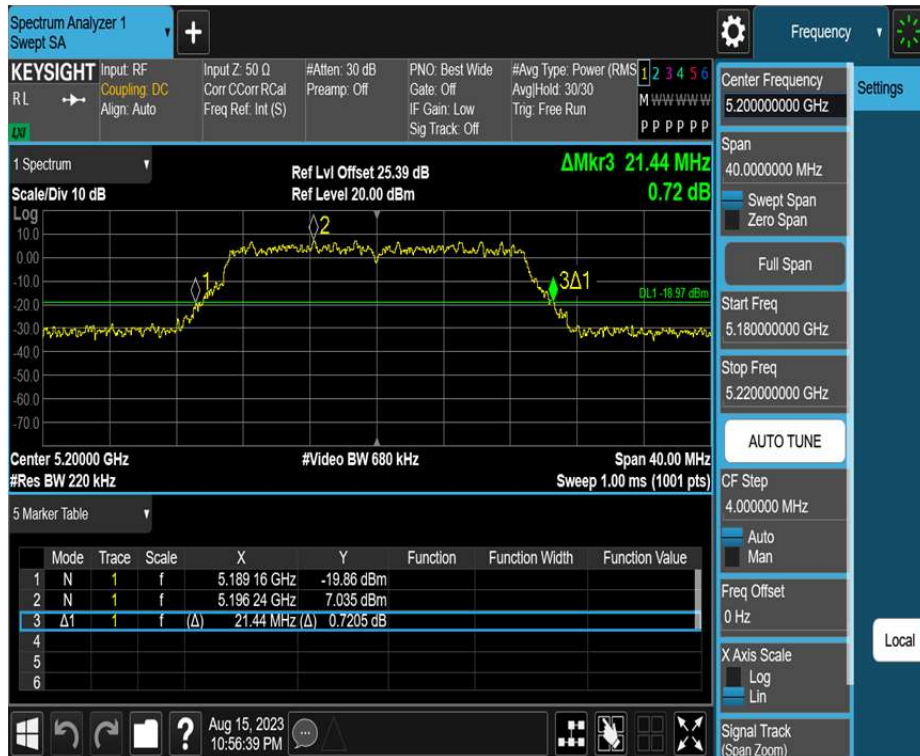 Spectrum Analyzer 1
Swept SA
+
Frequency
KEYSIGHT
RL
LXI
Input: RF
Coupling: DC
Align: Auto
Input Z: 50 Ω
Corr CCorr RCal
Freq Ref: Int (S)
#Atten: 30 dB
Preamp: Off
PNO: Best Wide
Gate: Off
IF Gain: Low
Sig Track: Off
#Avg Type: Power (RMS
Avg|Hold: 30/30
Trig: Free Run
1 2 3 4 5 6
M W W W W W
P P P P P P
Center Frequency
5.200000000 GHz
Settings
Span
40.0000000 MHz
Swept Span
Zero Span
Full Span
Start Freq
5.180000000 GHz
Stop Freq
5.220000000 GHz
AUTO TUNE
CF Step
4.000000 MHz
Auto
Man
Freq Offset
0 Hz
X Axis Scale
Log
Lin
Signal Track
(Span Zoom)
Local
1 Spectrum
Scale/Div 10 dB
Ref Lvl Offset 25.39 dB
Ref Level 20.00 dBm
ΔMkr3 21.44 MHz
0.72 dB
Log
10.0
0.00
-10.0
-20.0
-30.0
-40.0
-50.0
-60.0
-70.0
1
2
3Δ1
DL1 -18.97 dBm
Center 5.20000 GHz
#Video BW 680 kHz
Span 40.00 MHz
#Res BW 220 kHz
Sweep 1.00 ms (1001 pts)
5 Marker Table
Mode Trace Scale X Y Function Function Width Function Value
1 N 1 f 5.189 16 GHz -19.86 dBm
2 N 1 f 5.196 24 GHz 7.035 dBm
3 Δ1 1 f (Δ) 21.44 MHz (Δ) 0.7205 dB
4
5
6
?
Aug 15, 2023
10:56:39 PM